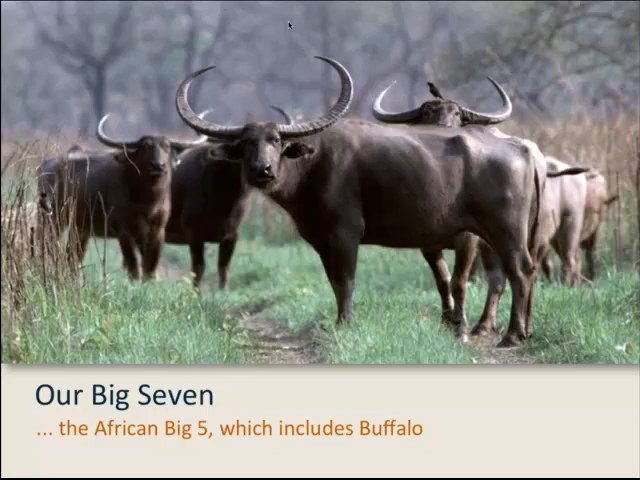 Our Big Seven
... the African Big 5, which includes Buffalo